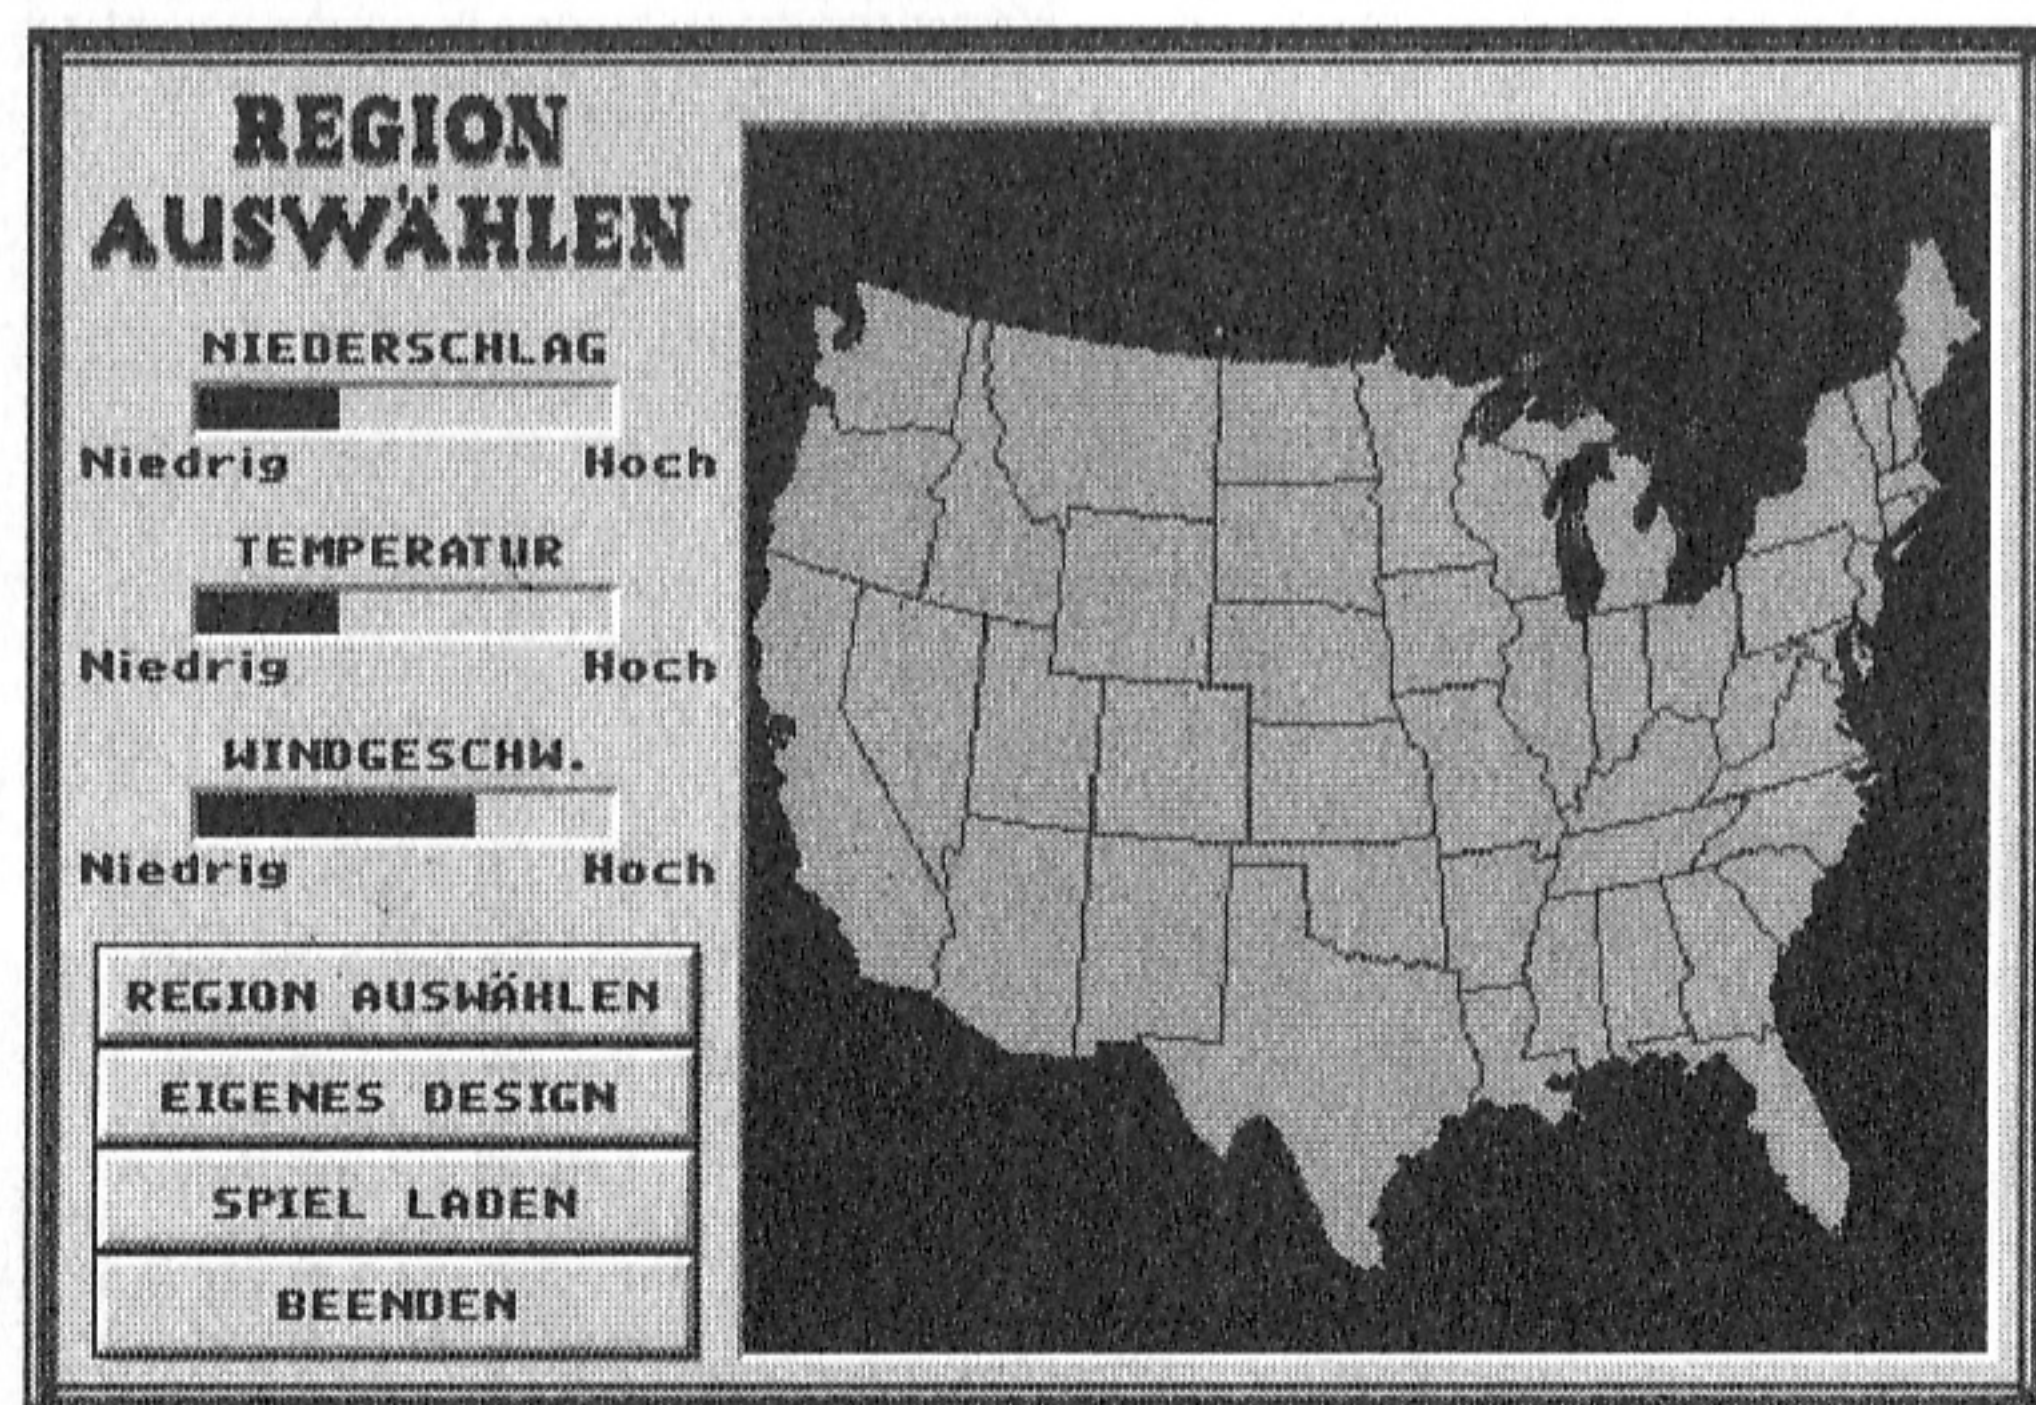 REGION
AUSWÄHLEN
NIEDERSCHLAG
Niedrig Hoch
TEMPERATUR
Niedrig Hoch
WINDGESCHW.
Niedrig Hoch
REGION AUSWÄHLEN
EIGENES DESIGN
SPIEL LADEN
BEENDEN